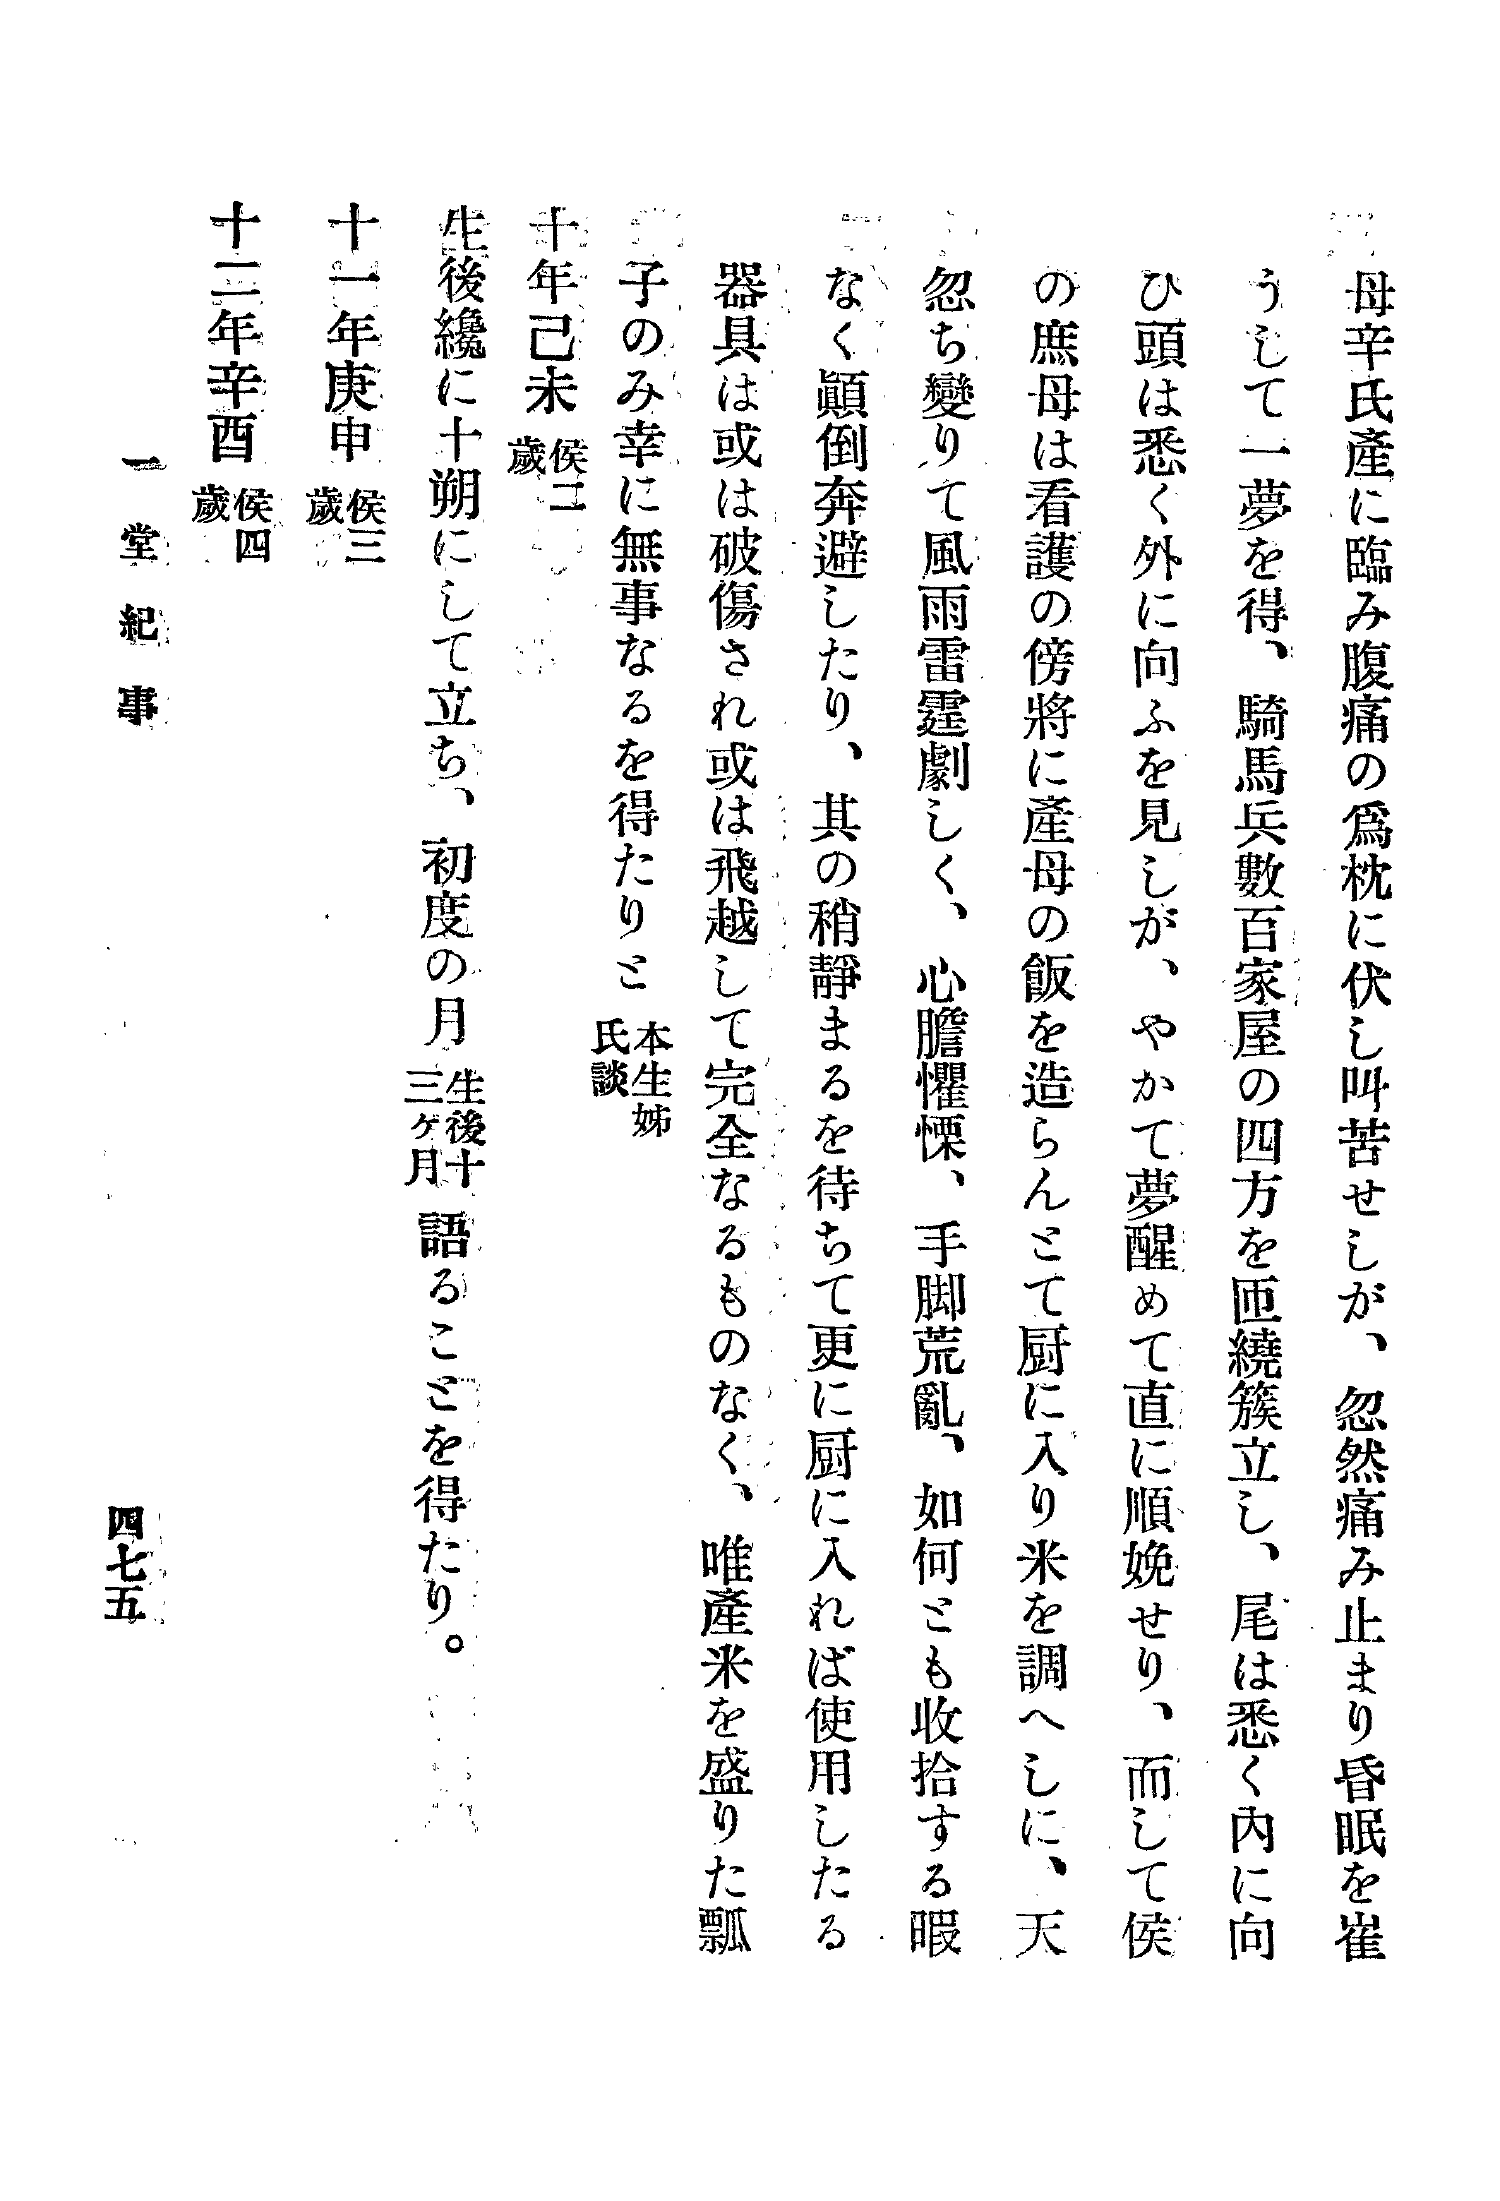 母辛氏產に臨み腹痛の爲枕に伏し叫苦せしが、忽然痛み止まり昏眠を崔
うして一夢を得、騎馬兵數百家屋の四方を匝繞簇立し、尾は悉く內に向
ひ頭は悉く外に向ふを見しが、やかて夢醒めて直に順娩せり、而して侯
の庶母は看護の傍將に產母の飯を造らんとて厨に入り米を調へしに、天
忽ち變りて風雨雷霆劇しく、心膽懼慄、手脚荒亂、如何とも收拾する暇
なく顚倒奔避したり、其の稍靜まるを待ちて更に厨に入れば使用したる
器具は或は破傷され或は飛越して完全なるものなく、唯產米を盛りた瓢
子のみ幸に無事なるを得たりと 本生姊氏談
十年己未 侯二歲
生後纔に十朔にして立ち、初度の月 生後十三ヶ月 語ることを得たり。
十一年庚申 侯三歲
十二年辛酉 侯四歲
一堂紀事
四七五